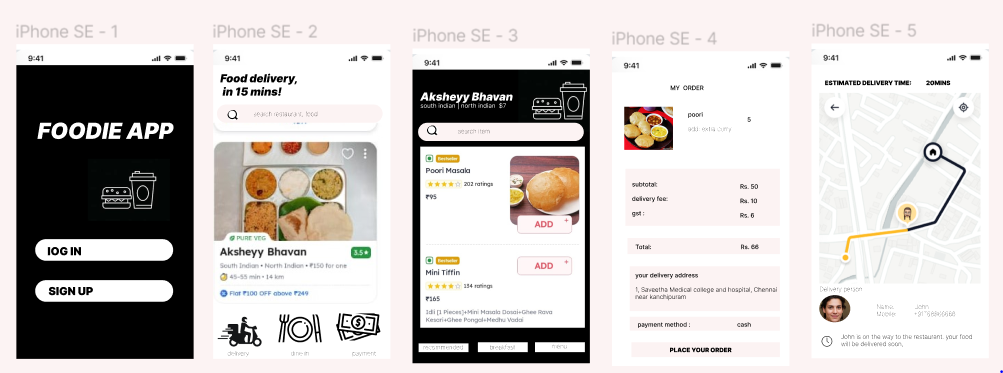 iPhone SE - 1
9:41
FOODIE APP
lOG IN
SIGN UP
iPhone SE - 2
9:41
Food delivery,
in 15 mins!
search restaurant, food
PURE VEG
Aksheyy Bhavan
3.5★
South Indian • North Indian • ₹150 for one
45-55 min • 14 km
Flat ₹100 OFF above ₹249
delivery
dine-in
payment
iPhone SE - 3
9:41
Aksheyy Bhavan
south indian | north indian $7
search item
Bestseller
Poori Masala
202 ratings
₹95
ADD +
Bestseller
Mini Tiffin
194 ratings
₹165
ADD +
Idli [1 Pieces]+Mini Masala Dosai+Ghee Rava
Kesari+Ghee Pongal+Medhu Vadai
recommended
breakfast
menu
iPhone SE - 4
9:41
MY ORDER
poori
5
add extra curry
subtotal:
Rs. 50
delivery fee:
Rs. 10
gst :
Rs. 6
Total:
Rs. 66
your delivery address
1, Saveetha Medical college and hospital, Chennai
near kanchipuram
payment method :
cash
PLACE YOUR ORDER
iPhone SE - 5
9:41
ESTIMATED DELIVERY TIME:
20MINS
Delivery person
Name:
John
Mobile:
John is on the way to the restaurant. your food
will be delivered soon,